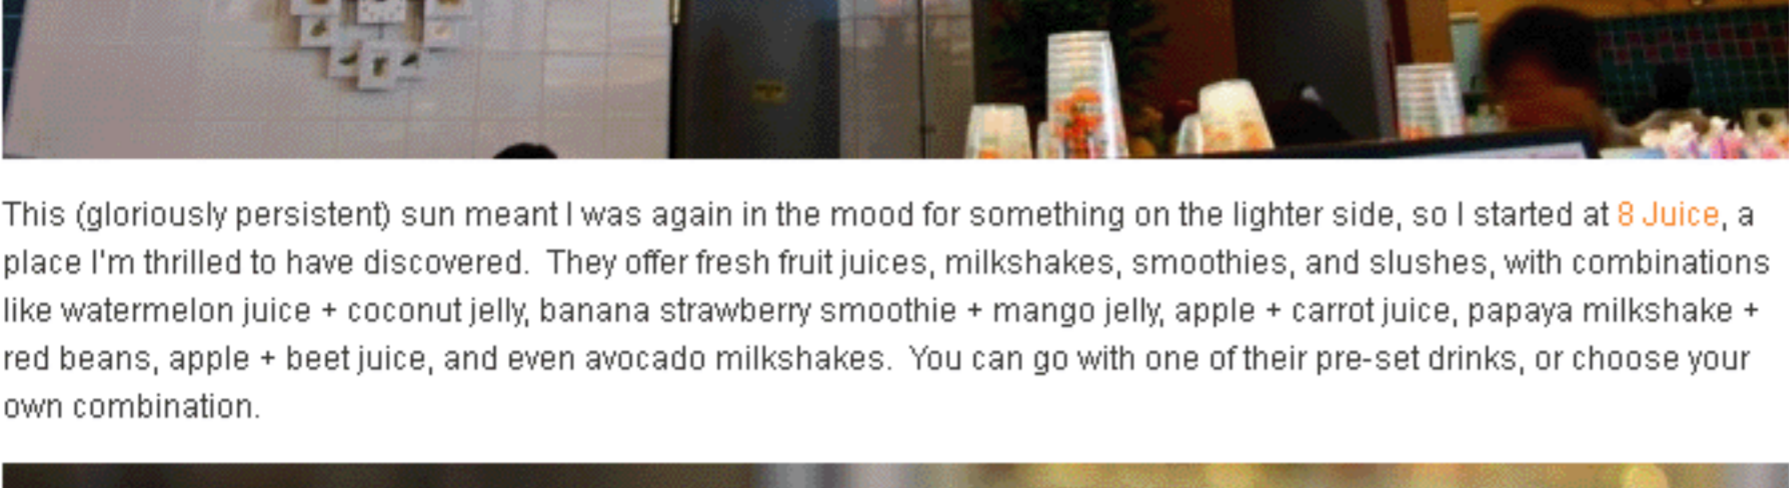 This (gloriously persistent) sun meant I was again in the mood for something on the lighter side, so I started at 8 Juice, a
place I'm thrilled to have discovered.  They offer fresh fruit juices, milkshakes, smoothies, and slushes, with combinations
like watermelon juice + coconut jelly, banana strawberry smoothie + mango jelly, apple + carrot juice, papaya milkshake +
red beans, apple + beet juice, and even avocado milkshakes.  You can go with one of their pre-set drinks, or choose your
own combination.